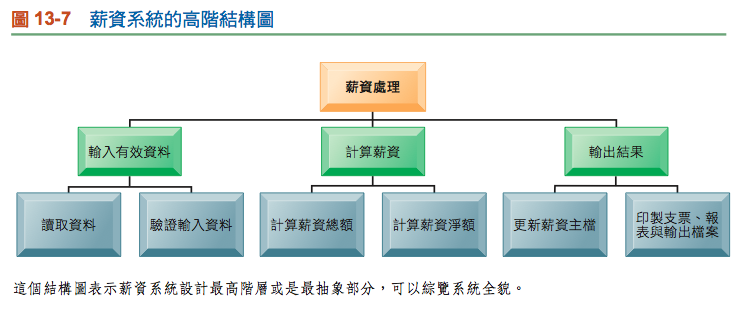 圖 13-7 薪資系統的高階結構圖
薪資處理
輸入有效資料
計算薪資
輸出結果
讀取資料
驗證輸入資料
計算薪資總額
計算薪資淨額
更新薪資主檔
印製支票、報
表與輸出檔案
這個結構圖表示薪資系統設計最高階層或是最抽象部分，可以綜覽系統全貌。